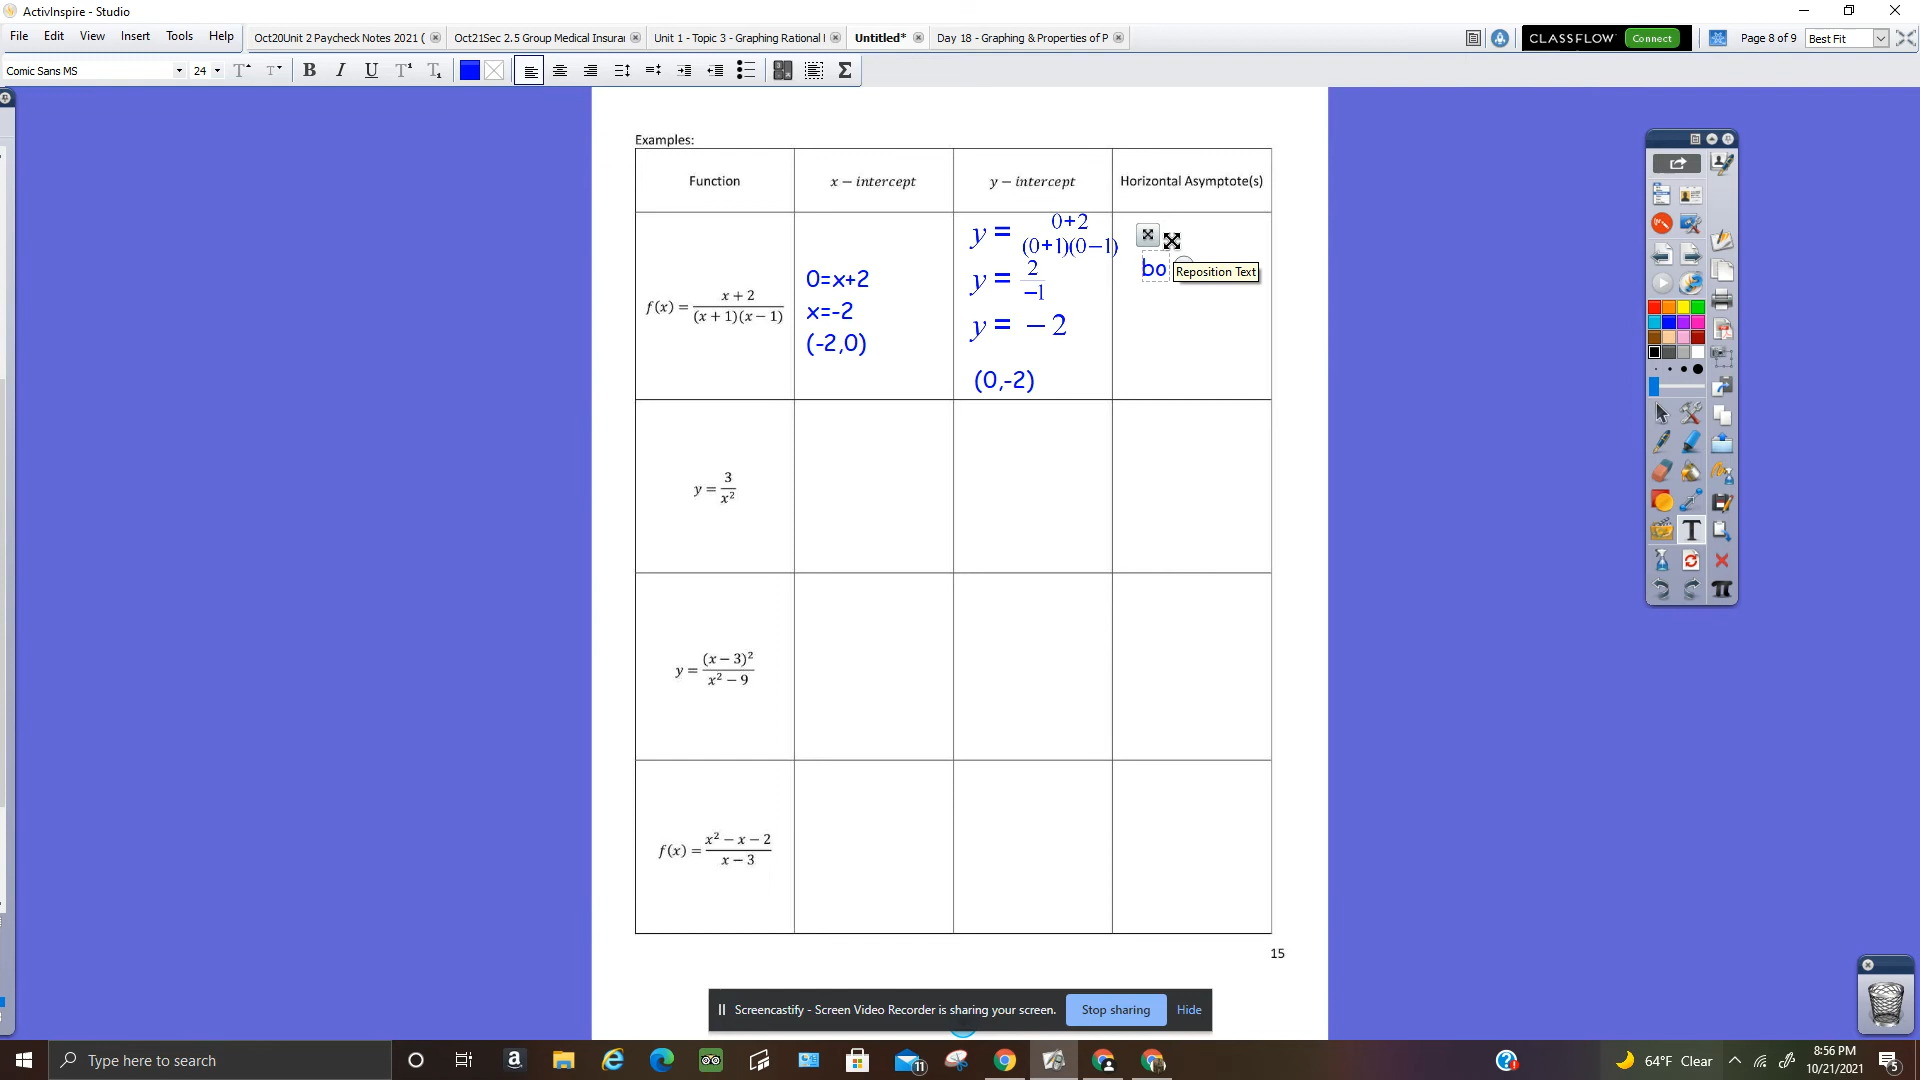 ActivInspire - Studio
File Edit View Insert Tools Help
Oct20Unit 2 Paycheck Notes 2021 (
Oct21Sec 2.5 Group Medical Insurar
Unit 1 - Topic 3 - Graphing Rational I
Untitled*
Day 18 - Graphing & Properties of P
CLASSFLOW Connect
Page 8 of 9
Best Fit
Comic Sans MS 24
Examples:
Function
x − intercept
y − intercept
Horizontal Asymptote(s)
f(x) = (x + 2)/((x + 1)(x − 1))
0=x+2
x=-2
(-2,0)
y = (0+2)/((0+1)(0−1))
y = 2/−1
y = −2
(0,-2)
bo
Reposition Text
y = 3/x²
y = (x − 3)²/(x² − 9)
f(x) = (x² − x − 2)/(x − 3)
15
Screencastify - Screen Video Recorder is sharing your screen.
Stop sharing
Hide
Type here to search
11
64°F Clear
8:56 PM
10/21/2021
5